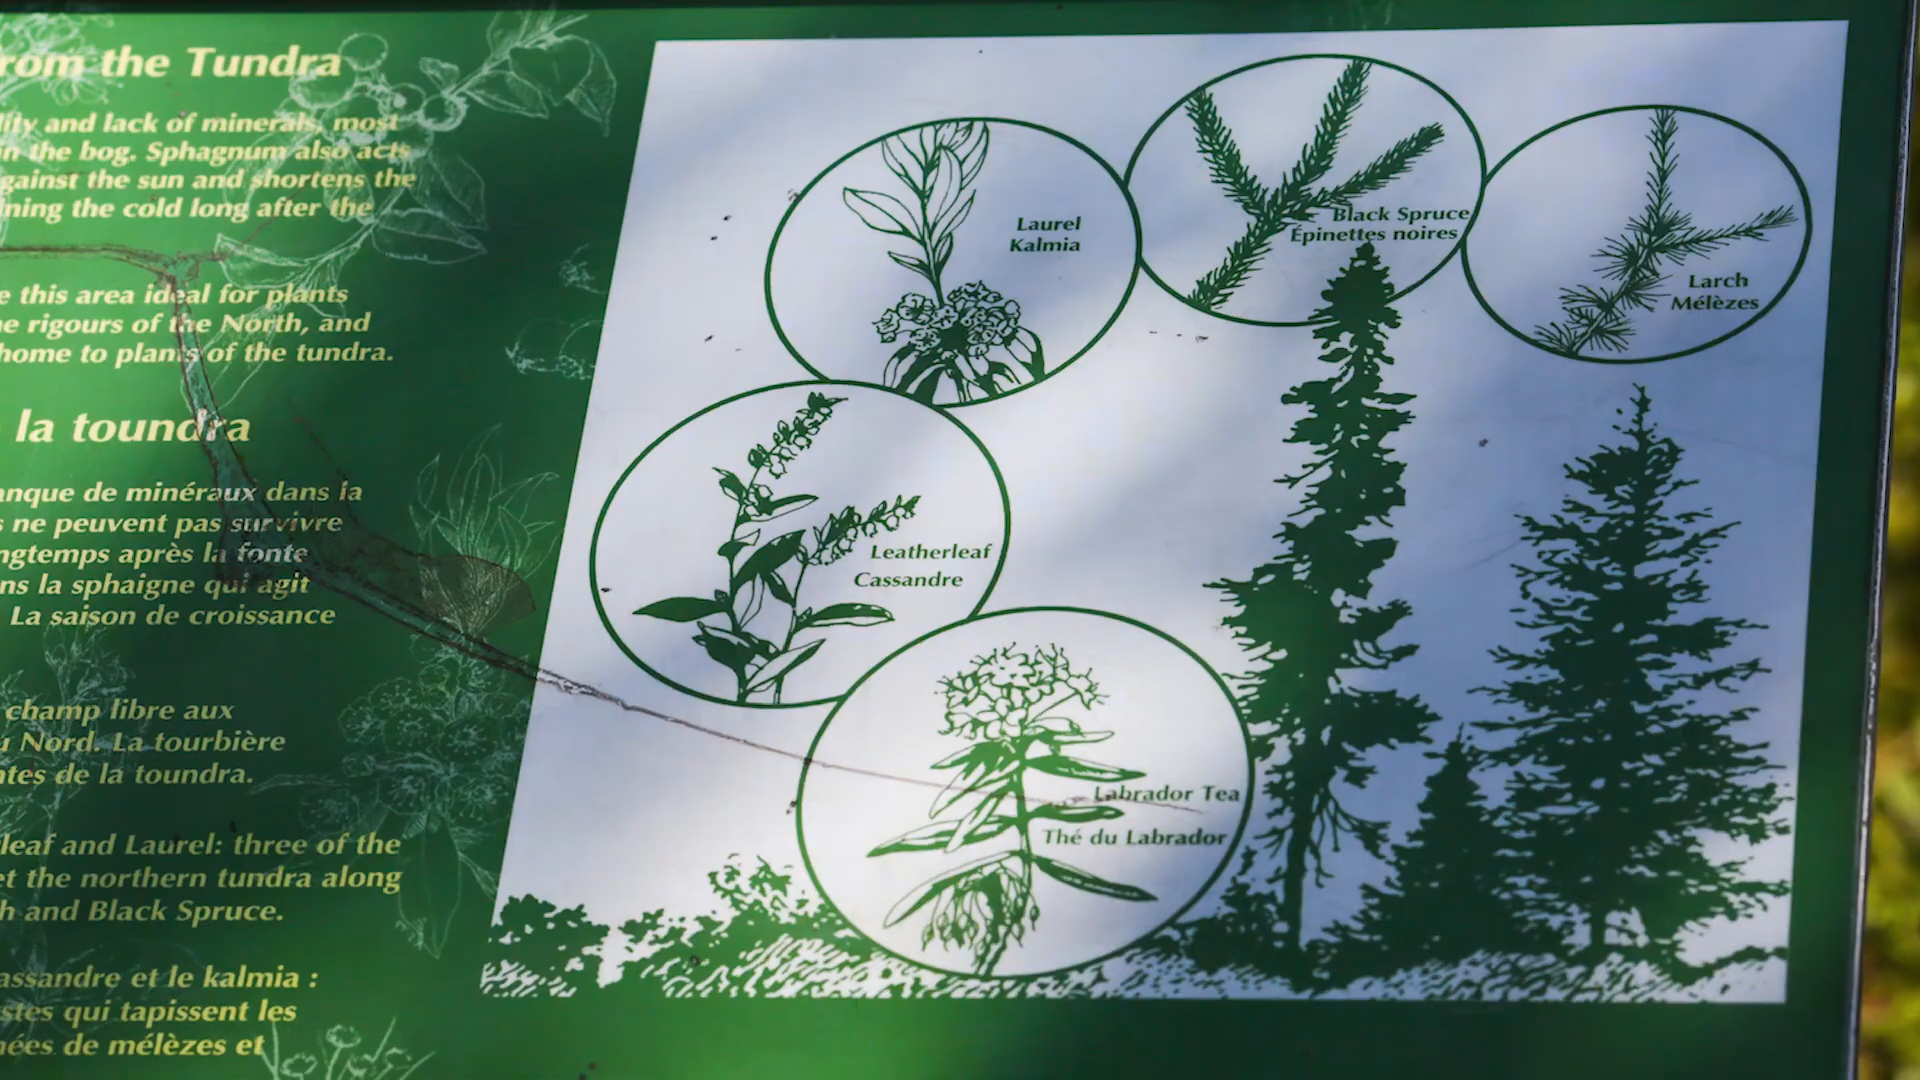 rom the Tundra
lity and lack of minerals, most
in the bog. Sphagnum also acts
gainst the sun and shortens the
ning the cold long after the
e this area ideal for plants
e rigours of the North, and
home to plants of the tundra.
la toundra
anque de minéraux dans la
s ne peuvent pas survivre
ngtemps après la fonte
ns la sphaigne qui agit
La saison de croissance
champ libre aux
u Nord. La tourbière
ntes de la toundra.
leaf and Laurel: three of the
et the northern tundra along
h and Black Spruce.
assandre et le kalmia :
stes qui tapissent les
nées de mélèzes et
Laurel
Kalmia
Black Spruce
Épinettes noires
Larch
Mélèzes
Leatherleaf
Cassandre
Labrador Tea
Thé du Labrador